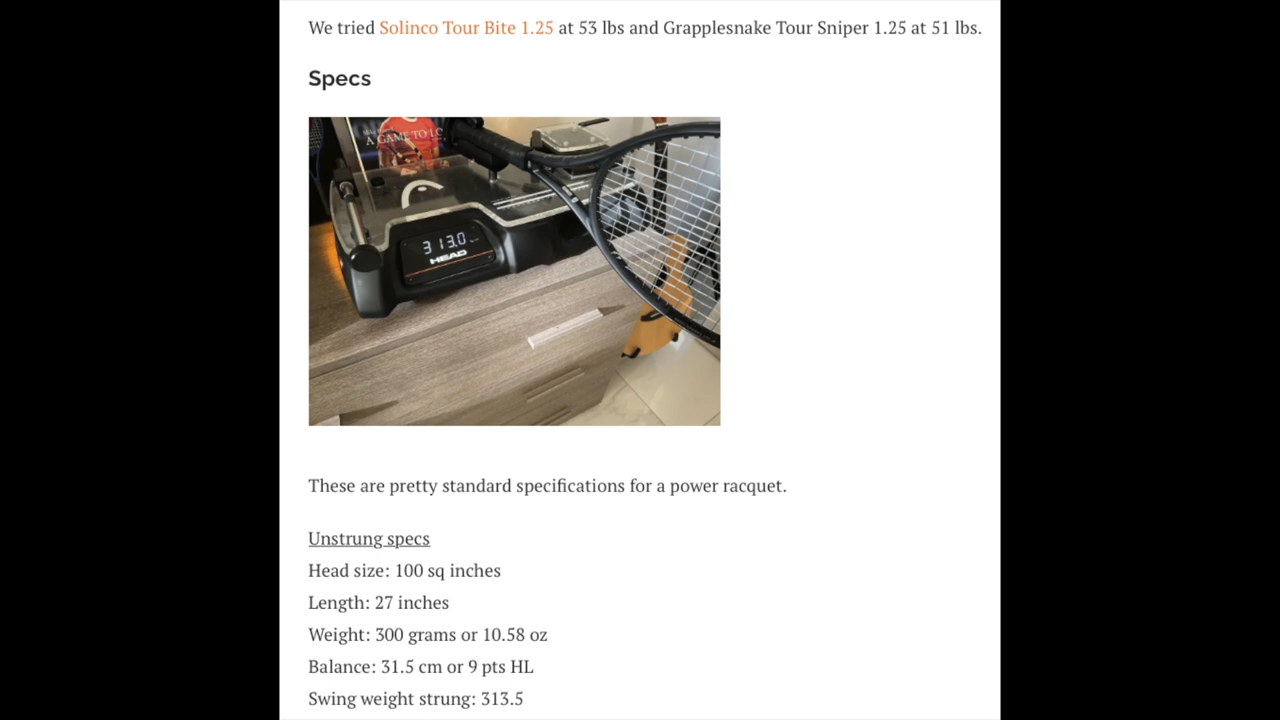 We tried Solinco Tour Bite 1.25 at 53 lbs and Grapplesnake Tour Sniper 1.25 at 51 lbs.
Specs
A GAME TO
313.0
HEAD
These are pretty standard specifications for a power racquet.
Unstrung specs
Head size: 100 sq inches
Length: 27 inches
Weight: 300 grams or 10.58 oz
Balance: 31.5 cm or 9 pts HL
Swing weight strung: 313.5